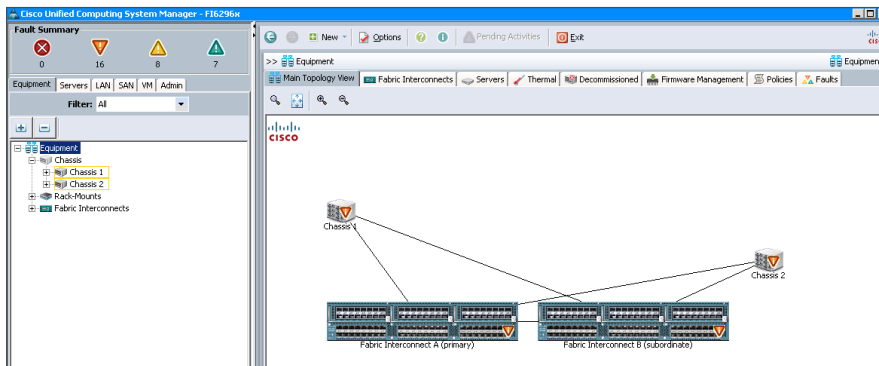 Cisco Unified Computing System Manager - FI6296x
Fault Summary
0 16 8 7
Equipment Servers LAN SAN VM Admin
Filter: All
Equipment
Chassis
Chassis 1
Chassis 2
Rack-Mounts
Fabric Interconnects
New Options Pending Activities Exit
>> Equipment
Equipmen
Main Topology View Fabric Interconnects Servers Thermal Decommissioned Firmware Management Policies Faults
CISCO
Chassis 1
Chassis 2
Fabric Interconnect A (primary)
Fabric Interconnect B (subordinate)